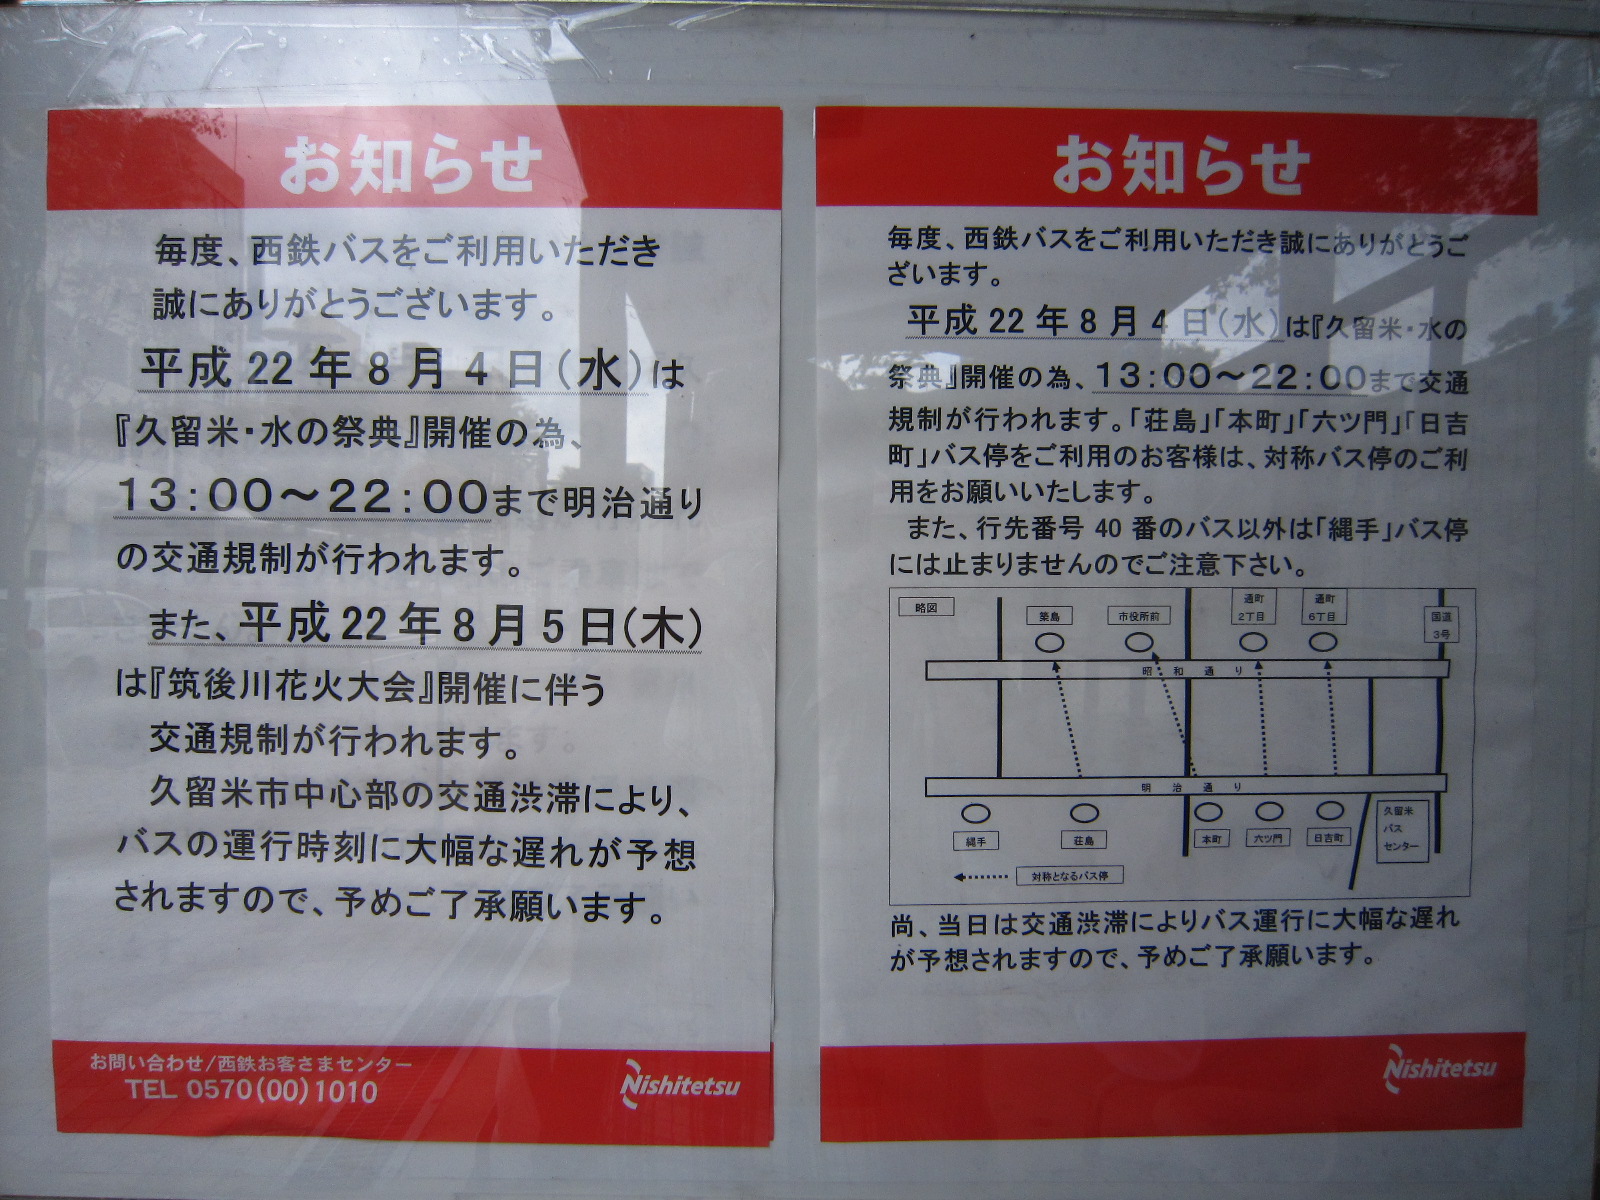 お知らせ
毎度、西鉄バスをご利用いただき
誠にありがとうございます。
平成22年8月4日(水)は
『久留米・水の祭典』開催の為、
13:00～22:00まで明治通り
の交通規制が行われます。
また、平成22年8月5日(木)
は『筑後川花火大会』開催に伴う
交通規制が行われます。
久留米市中心部の交通渋滞により、
バスの運行時刻に大幅な遅れが予想
されますので、予めご了承願います。
お問い合わせ/西鉄お客さまセンター
TEL 0570(00)1010
Nishitetsu
お知らせ
毎度、西鉄バスをご利用いただき誠にありがとうご
ざいます。
平成22年8月4日(水)は『久留米・水の
祭典』開催の為、13:00～22:00まで交通
規制が行われます。「荘島」「本町」「六ツ門」「日吉
町」バス停をご利用のお客様は、対称バス停のご利
用をお願いいたします。
また、行先番号 40 番のバス以外は「縄手」バス停
には止まりませんのでご注意下さい。
略図
築島
市役所前
通町
2丁目
通町
6丁目
国道
3号
昭和通り
明治通り
縄手
荘島
本町
六ツ門
日吉町
久留米
バス
センター
対称となるバス停
尚、当日は交通渋滞によりバス運行に大幅な遅れ
が予想されますので、予めご了承願います。
Nishitetsu